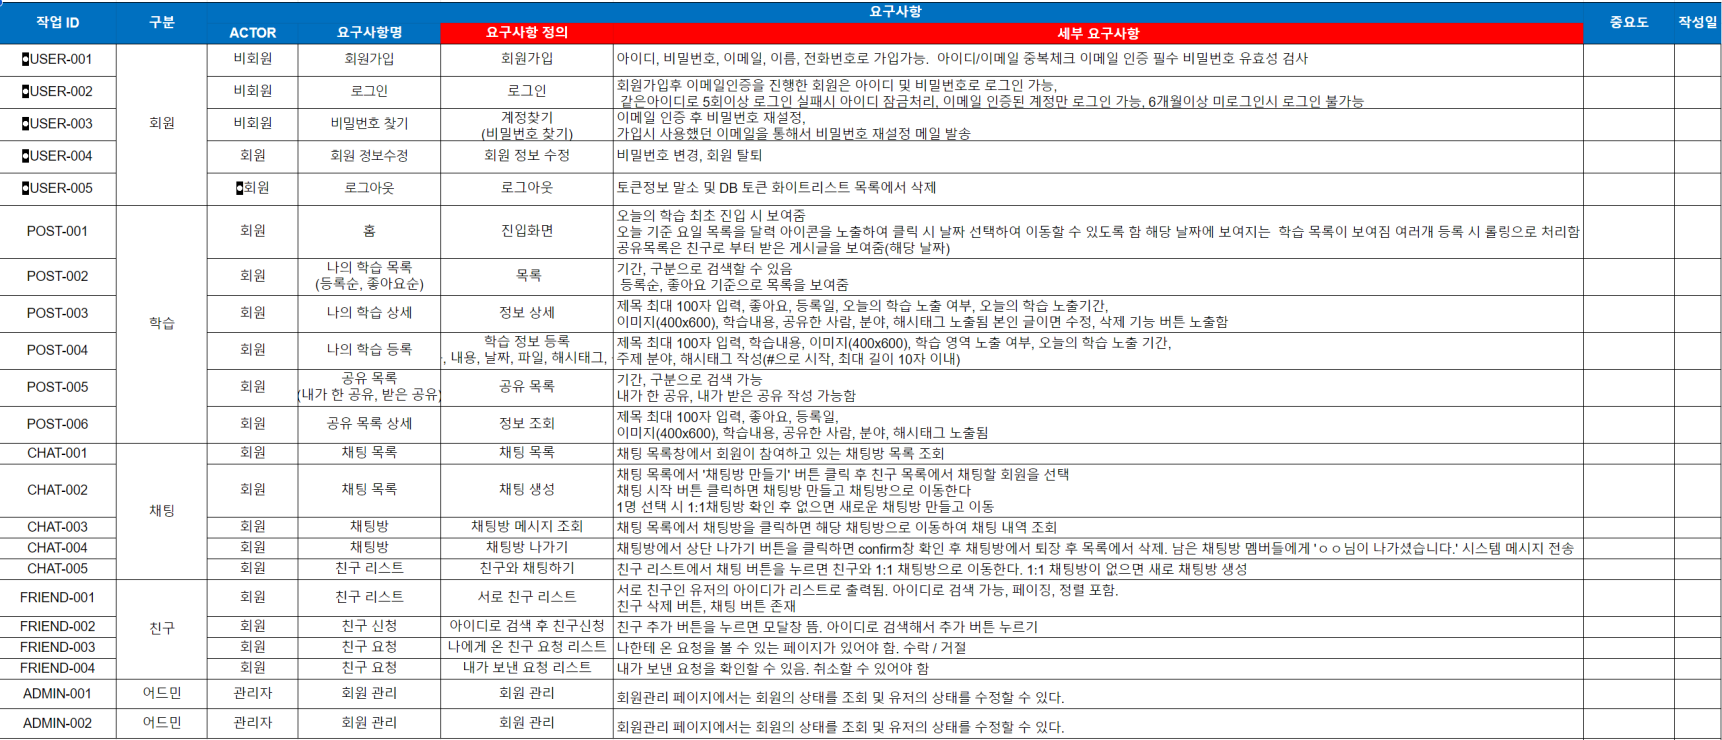 요구사항
작업 ID 구분 ACTOR 요구사항명 요구사항 정의 세부 요구사항 중요도 작성일
USER-001 비회원 회원가입 회원가입 아이디, 비밀번호, 이메일, 이름, 전화번호로 가입가능. 아이디/이메일 중복체크 이메일 인증 필수 비밀번호 유효성 검사
USER-002 비회원 로그인 로그인 회원가입후 이메일인증을 진행한 회원은 아이디 및 비밀번호로 로그인 가능,
같은아이디로 5회이상 로그인 실패시 아이디 잠금처리, 이메일 인증된 계정만 로그인 가능, 6개월이상 미로그인시 로그인 불가능
회원
USER-003 비회원 비밀번호 찾기 계정찾기
(비밀번호 찾기)
이메일 인증 후 비밀번호 재설정,
가입시 사용했던 이메일을 통해서 비밀번호 재설정 메일 발송
USER-004 회원 회원 정보수정 회원 정보 수정 비밀번호 변경, 회원 탈퇴
USER-005 회원 로그아웃 로그아웃 토큰정보 말소 및 DB 토큰 화이트리스트 목록에서 삭제
POST-001 회원 홈 진입화면 오늘의 학습 최초 진입 시 보여줌
오늘 기준 요일 목록을 달력 아이콘을 노출하여 클릭 시 날짜 선택하여 이동할 수 있도록 함 해당 날짜에 보여지는 학습 목록이 보여짐 여러개 등록 시 롤링으로 처리함
공유목록은 친구로 부터 받은 게시글을 보여줌(해당 날짜)
POST-002 회원 나의 학습 목록
(등록순, 좋아요순)
목록 기간, 구분으로 검색할 수 있음
등록순, 좋아요 기준으로 목록을 보여줌
학습
POST-003 회원 나의 학습 상세 정보 상세 제목 최대 100자 입력, 좋아요, 등록일, 오늘의 학습 노출 여부, 오늘의 학습 노출기간,
이미지(400x600), 학습내용, 공유한 사람, 분야, 해시태그 노출됨 본인 글이면 수정, 삭제 기능 버튼 노출함
POST-004 회원 나의 학습 등록 학습 정보 등록
, 내용, 날짜, 파일, 해시태그,
제목 최대 100자 입력, 학습내용, 이미지(400x600), 학습 영역 노출 여부, 오늘의 학습 노출 기간,
주제 분야, 해시태그 작성(#으로 시작, 최대 길이 10자 이내)
POST-005 회원 공유 목록
(내가 한 공유, 받은 공유)
공유 목록 기간, 구분으로 검색 가능
내가 한 공유, 내가 받은 공유 작성 가능함
POST-006 회원 공유 목록 상세 정보 조회 제목 최대 100자 입력, 좋아요, 등록일,
이미지(400x600), 학습내용, 공유한 사람, 분야, 해시태그 노출됨
CHAT-001 회원 채팅 목록 채팅 목록 채팅 목록창에서 회원이 참여하고 있는 채팅방 목록 조회
CHAT-002 회원 채팅 목록 채팅 생성 채팅 목록에서 '채팅방 만들기' 버튼 클릭 후 친구 목록에서 채팅할 회원을 선택
채팅 시작 버튼 클릭하면 채팅방 만들고 채팅방으로 이동한다
1명 선택 시 1:1채팅방 확인 후 없으면 새로운 채팅방 만들고 이동
채팅
CHAT-003 회원 채팅방 채팅방 메시지 조회 채팅 목록에서 채팅방을 클릭하면 해당 채팅방으로 이동하여 채팅 내역 조회
CHAT-004 회원 채팅방 채팅방 나가기 채팅방에서 상단 나가기 버튼을 클릭하면 confirm창 확인 후 채팅방에서 퇴장 후 목록에서 삭제. 남은 채팅방 멤버들에게 'ㅇㅇ님이 나가셨습니다.' 시스템 메시지 전송
CHAT-005 회원 친구 리스트 친구와 채팅하기 친구 리스트에서 채팅 버튼을 누르면 친구와 1:1 채팅방으로 이동한다. 1:1 채팅방이 없으면 새로 채팅방 생성
FRIEND-001 회원 친구 리스트 서로 친구 리스트 서로 친구인 유저의 아이디가 리스트로 출력됨. 아이디로 검색 가능, 페이징, 정렬 포함.
친구 삭제 버튼, 채팅 버튼 존재
FRIEND-002 친구 회원 친구 신청 아이디로 검색 후 친구신청 친구 추가 버튼을 누르면 모달창 뜸. 아이디로 검색해서 추가 버튼 누르기
FRIEND-003 회원 친구 요청 나에게 온 친구 요청 리스트 나한테 온 요청을 볼 수 있는 페이지가 있어야 함. 수락 / 거절
FRIEND-004 회원 친구 요청 내가 보낸 요청 리스트 내가 보낸 요청을 확인할 수 있음. 취소할 수 있어야 함
ADMIN-001 어드민 관리자 회원 관리 회원 관리 회원관리 페이지에서는 회원의 상태를 조회 및 유저의 상태를 수정할 수 있다.
ADMIN-002 어드민 관리자 회원 관리 회원 관리 회원관리 페이지에서는 회원의 상태를 조회 및 유저의 상태를 수정할 수 있다.